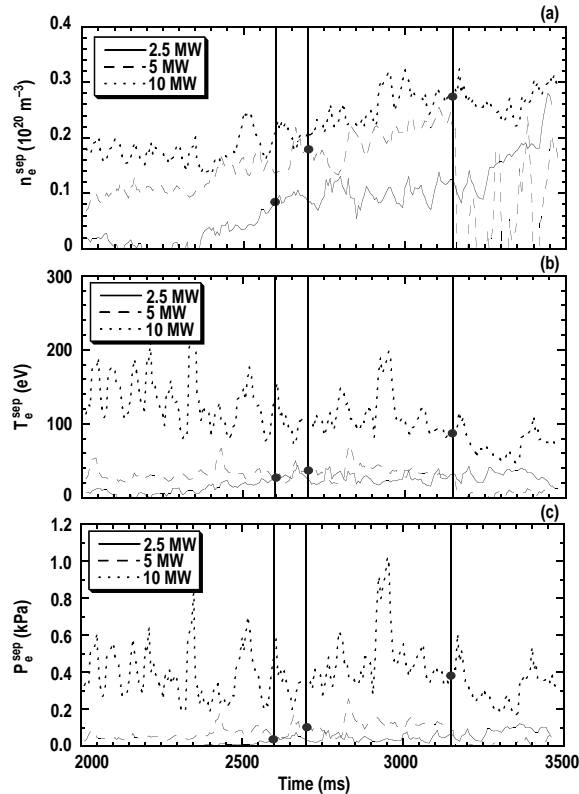 (a)
0.4
0.3
0.2
0.1
0
n_e^sep (10^20 m^−3)
2.5 MW
5 MW
10 MW
(b)
300
200
100
0
T_e^sep (eV)
2.5 MW
5 MW
10 MW
(c)
1.2
1.0
0.8
0.6
0.4
0.2
0.0
P_e^sep (kPa)
2.5 MW
5 MW
10 MW
2000 2500 3000 3500
Time (ms)